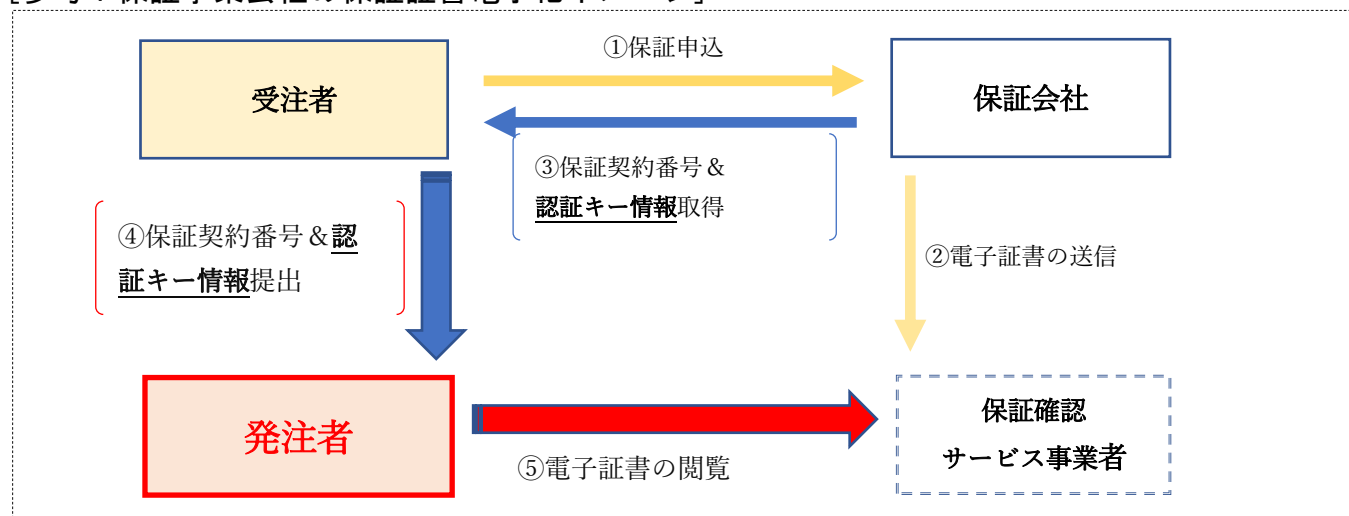 ①保証申込
受注者
保証会社
③保証契約番号＆
認証キー情報取得
④保証契約番号＆認
証キー情報提出
②電子証書の送信
発注者
保証確認
サービス事業者
⑤電子証書の閲覧